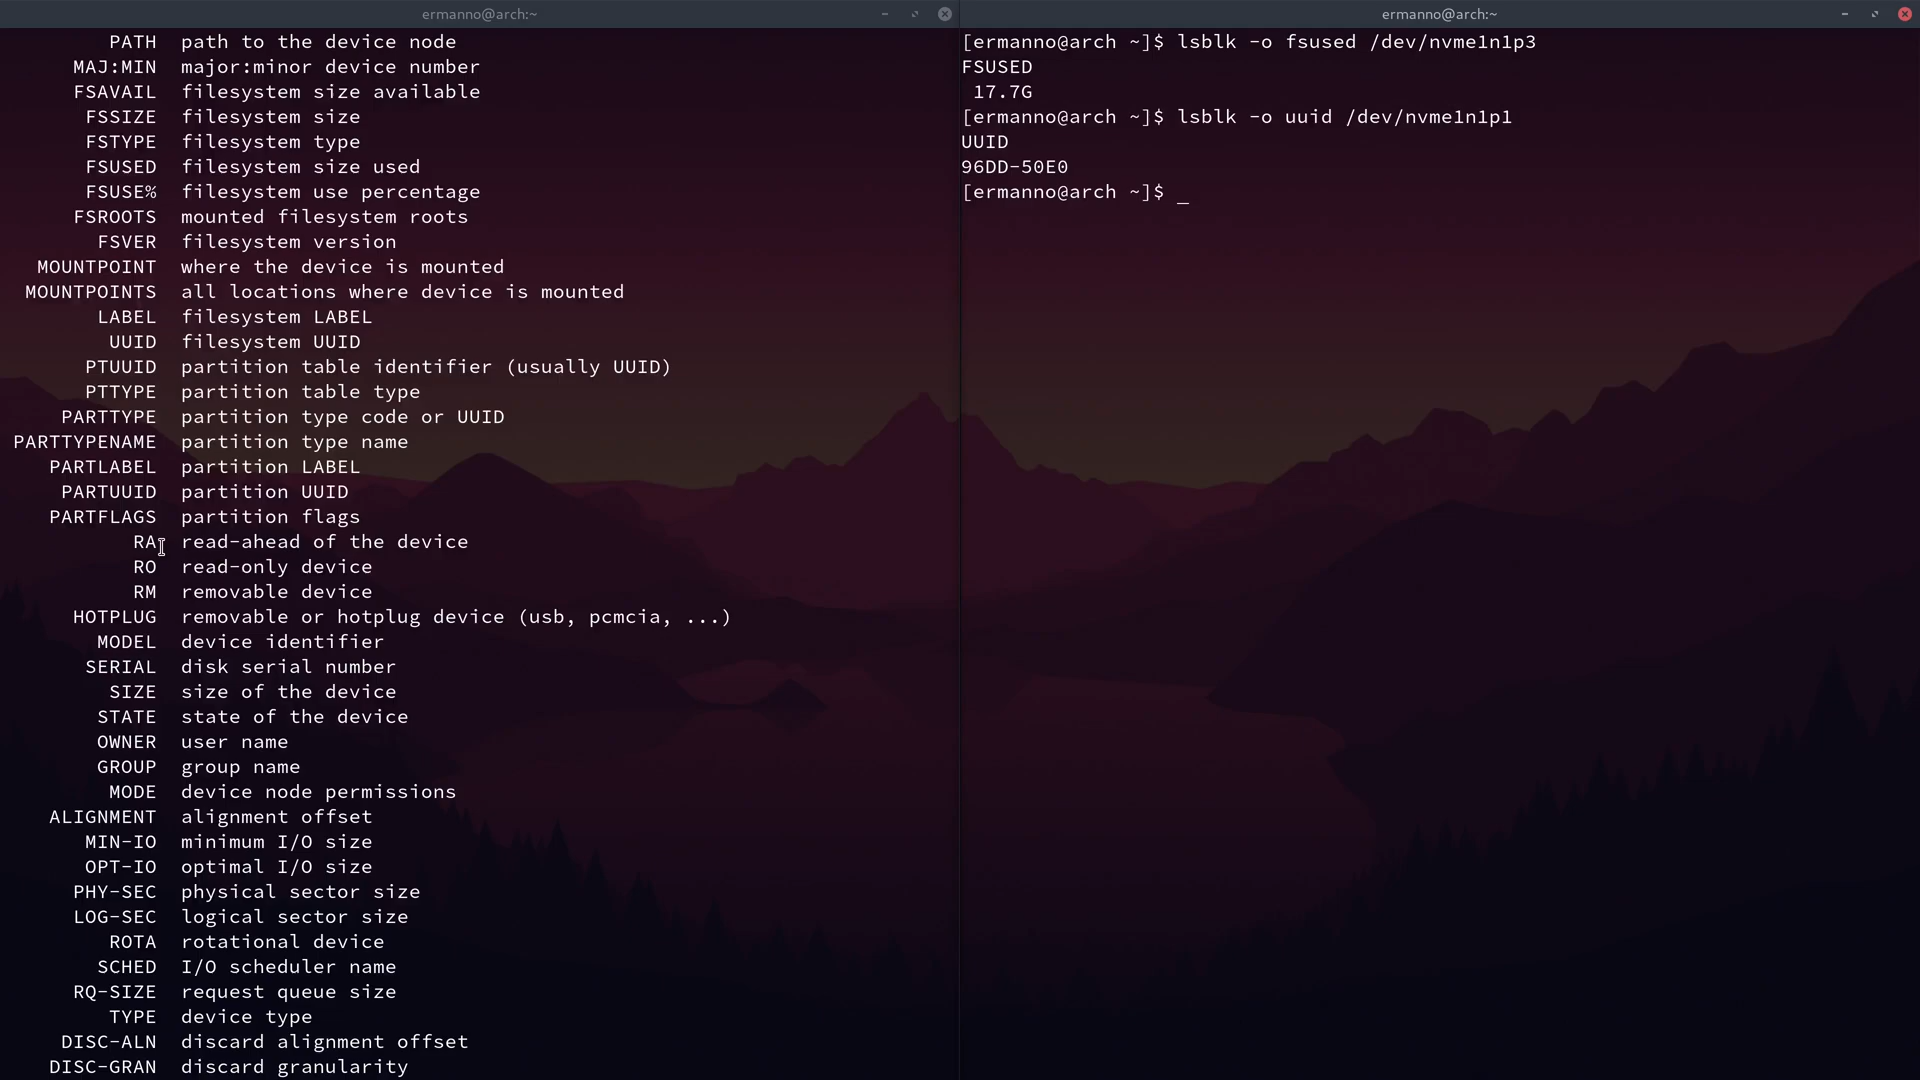 ermanno@arch:~
PATH path to the device node
MAJ:MIN major:minor device number
FSAVAIL filesystem size available
FSSIZE filesystem size
FSTYPE filesystem type
FSUSED filesystem size used
FSUSE% filesystem use percentage
FSROOTS mounted filesystem roots
FSVER filesystem version
MOUNTPOINT where the device is mounted
MOUNTPOINTS all locations where device is mounted
LABEL filesystem LABEL
UUID filesystem UUID
PTUUID partition table identifier (usually UUID)
PTTYPE partition table type
PARTTYPE partition type code or UUID
PARTTYPENAME partition type name
PARTLABEL partition LABEL
PARTUUID partition UUID
PARTFLAGS partition flags
RA read-ahead of the device
RO read-only device
RM removable device
HOTPLUG removable or hotplug device (usb, pcmcia, ...)
MODEL device identifier
SERIAL disk serial number
SIZE size of the device
STATE state of the device
OWNER user name
GROUP group name
MODE device node permissions
ALIGNMENT alignment offset
MIN-IO minimum I/O size
OPT-IO optimal I/O size
PHY-SEC physical sector size
LOG-SEC logical sector size
ROTA rotational device
SCHED I/O scheduler name
RQ-SIZE request queue size
TYPE device type
DISC-ALN discard alignment offset
DISC-GRAN discard granularity
ermanno@arch:~
[ermanno@arch ~]$ lsblk -o fsused /dev/nvme1n1p3
FSUSED
17.7G
[ermanno@arch ~]$ lsblk -o uuid /dev/nvme1n1p1
UUID
96DD-50E0
[ermanno@arch ~]$ _